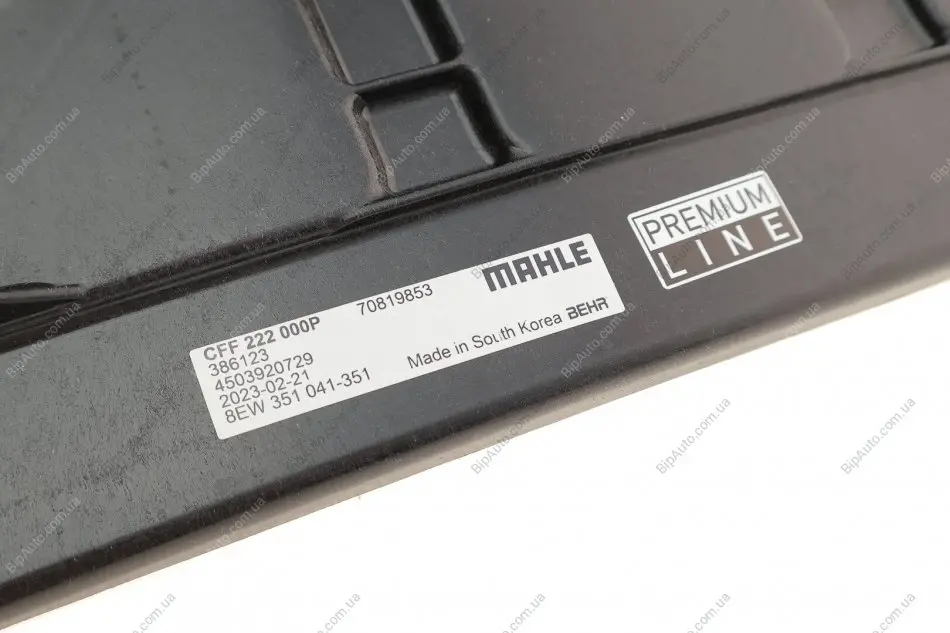 MAHLE
CFF 222 000P 70819853
386123
4503920729
2023-02-21
8EW 351 041-351 Made in South Korea BEHR
PREMIUM
LINE
BipAuto.com.ua